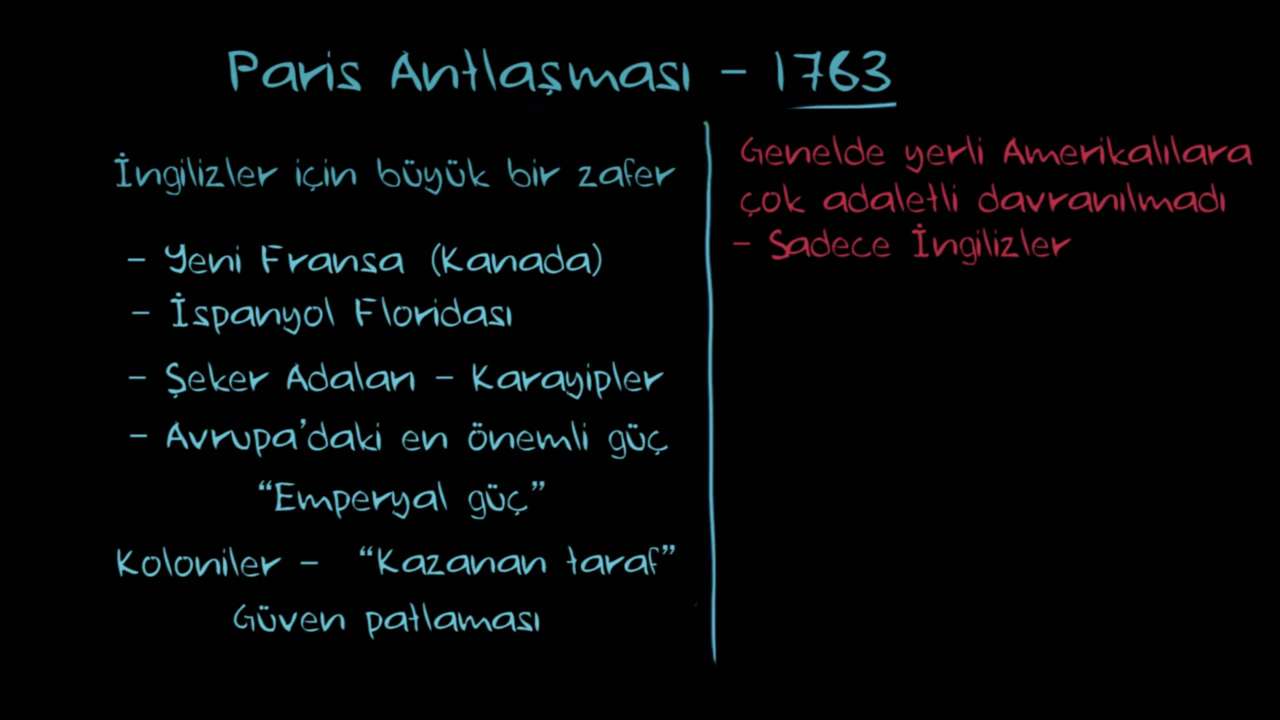 Paris Antlaşması - 1763
İngilizler için büyük bir zafer
- Yeni Fransa (Kanada)
- İspanyol Floridası
- Şeker Adaları - Karayipler
- Avrupa'daki en önemli güç
"Emperyal güç"
Koloniler - "Kazanan taraf"
Güven patlaması
Genelde yerli Amerikalılara
çok adaletli davranılmadı
- Sadece İngilizler